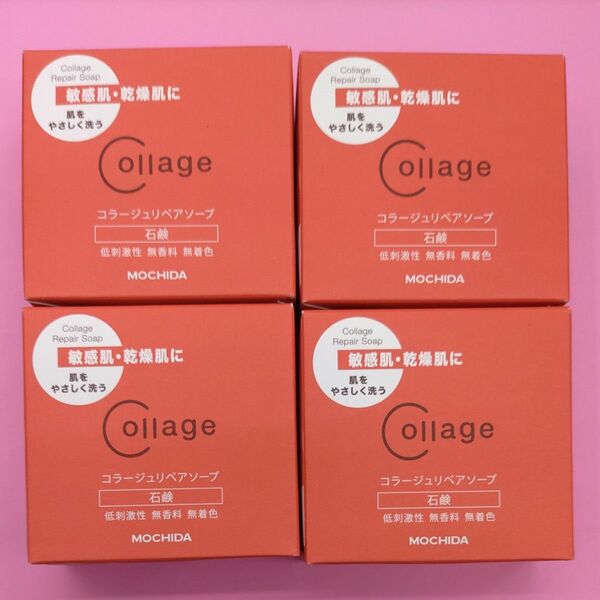 Collage
Repair Soap
敏感肌・乾燥肌に
肌を
やさしく洗う
Collage
コラージュリペアソープ
石鹸
低刺激性 無香料 無着色
MOCHIDA
Collage
Repair Soap
敏感肌・乾燥肌に
肌を
やさしく洗う
Collage
コラージュリペアソープ
石鹸
低刺激性 無香料 無着色
MOCHIDA
Collage
Repair Soap
敏感肌・乾燥肌に
肌を
やさしく洗う
Collage
コラージュリペアソープ
石鹸
低刺激性 無香料 無着色
MOCHIDA
Collage
Repair Soap
敏感肌・乾燥肌に
肌を
やさしく洗う
Collage
コラージュリペアソープ
石鹸
低刺激性 無香料 無着色
MOCHIDA